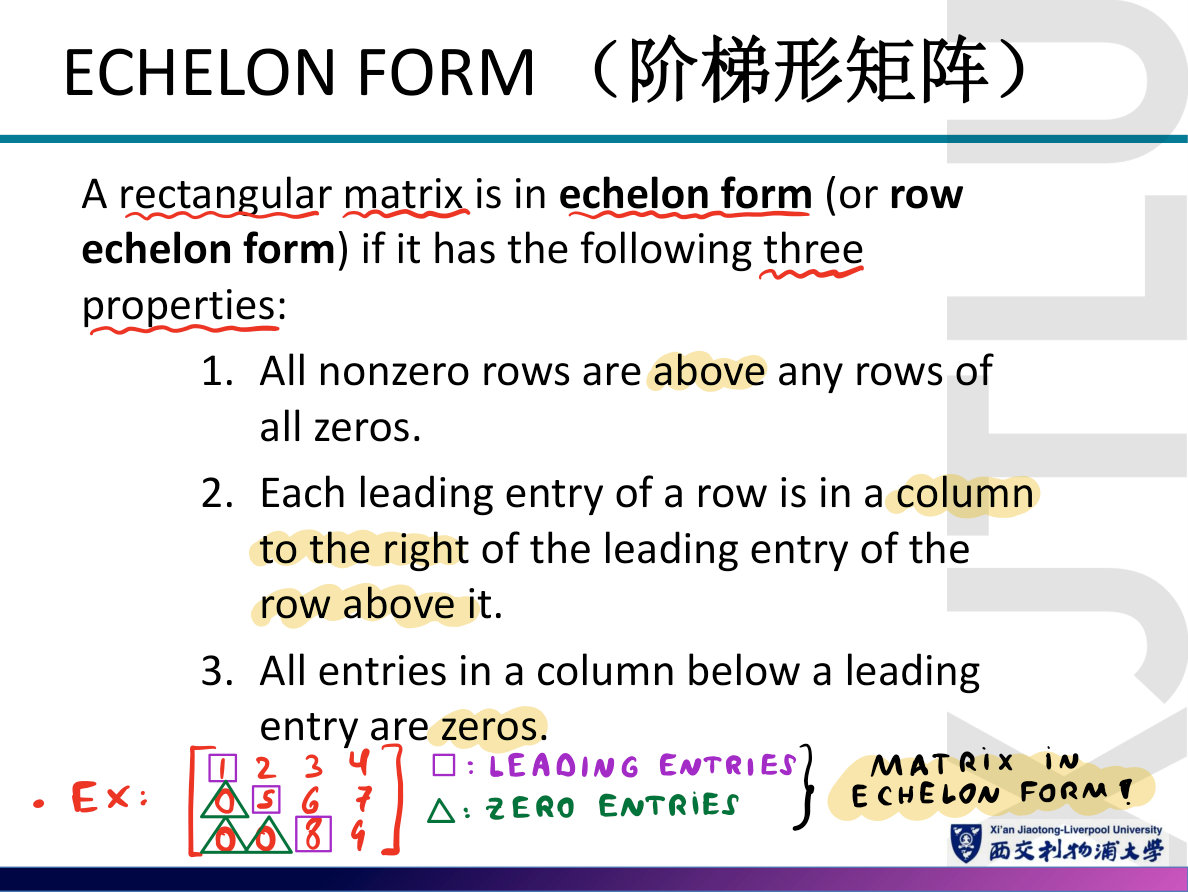 ECHELON FORM （阶梯形矩阵）
A rectangular matrix is in echelon form (or row
echelon form) if it has the following three
properties:
1. All nonzero rows are above any rows of
all zeros.
2. Each leading entry of a row is in a column
to the right of the leading entry of the
row above it.
3. All entries in a column below a leading
entry are zeros.
• EX:
1 2 3 4
0 5 6 7
0 0 8 9
□: LEADING ENTRIES
△: ZERO ENTRIES
MATRIX IN
ECHELON FORM!
Xi'an Jiaotong-Liverpool University
西交利物浦大学
XJTLU